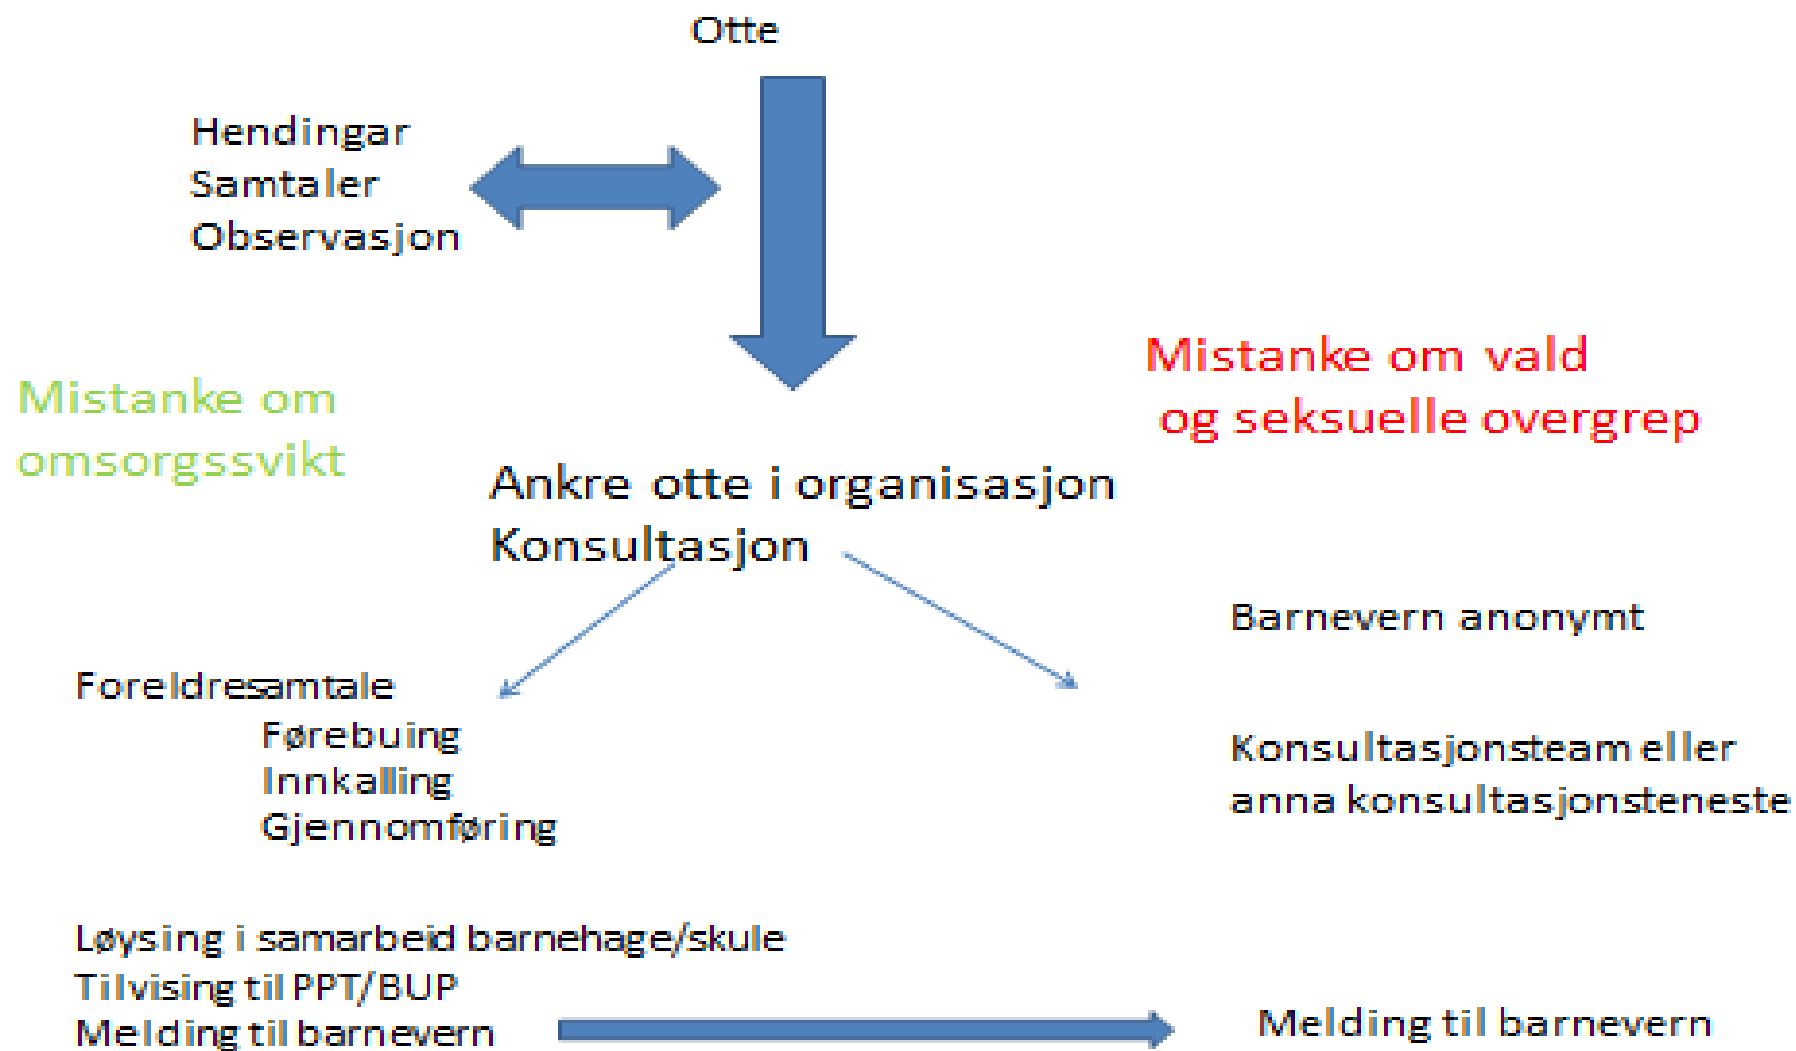 Otte
Hendingar
Samtaler
Observasjon
Mistanke om
omsorgssvikt
Mistanke om vald
og seksuelle overgrep
Ankre otte i organisasjon
Konsultasjon
Foreldresamtale
Førebuing
Innkalling
Gjennomføring
Barnevern anonymt
Konsultasjonsteam eller
anna konsultasjonsteneste
Løysing i samarbeid barnehage/skule
Tilvising til PPT/BUP
Melding til barnevern
Melding til barnevern